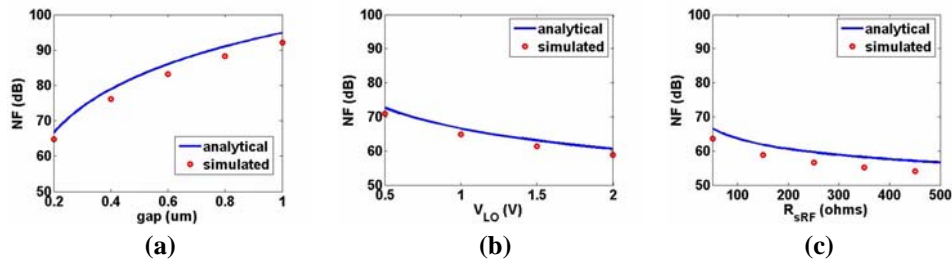 100
90
80
70
60
50
NF (dB)
analytical
simulated
0.2 0.4 0.6 0.8 1
gap (um)
(a)
100
90
80
70
60
50
NF (dB)
analytical
simulated
0.5 1 1.5 2
V_LO (V)
(b)
100
90
80
70
60
50
NF (dB)
analytical
simulated
100 200 300 400 500
R_sRF (ohms)
(c)